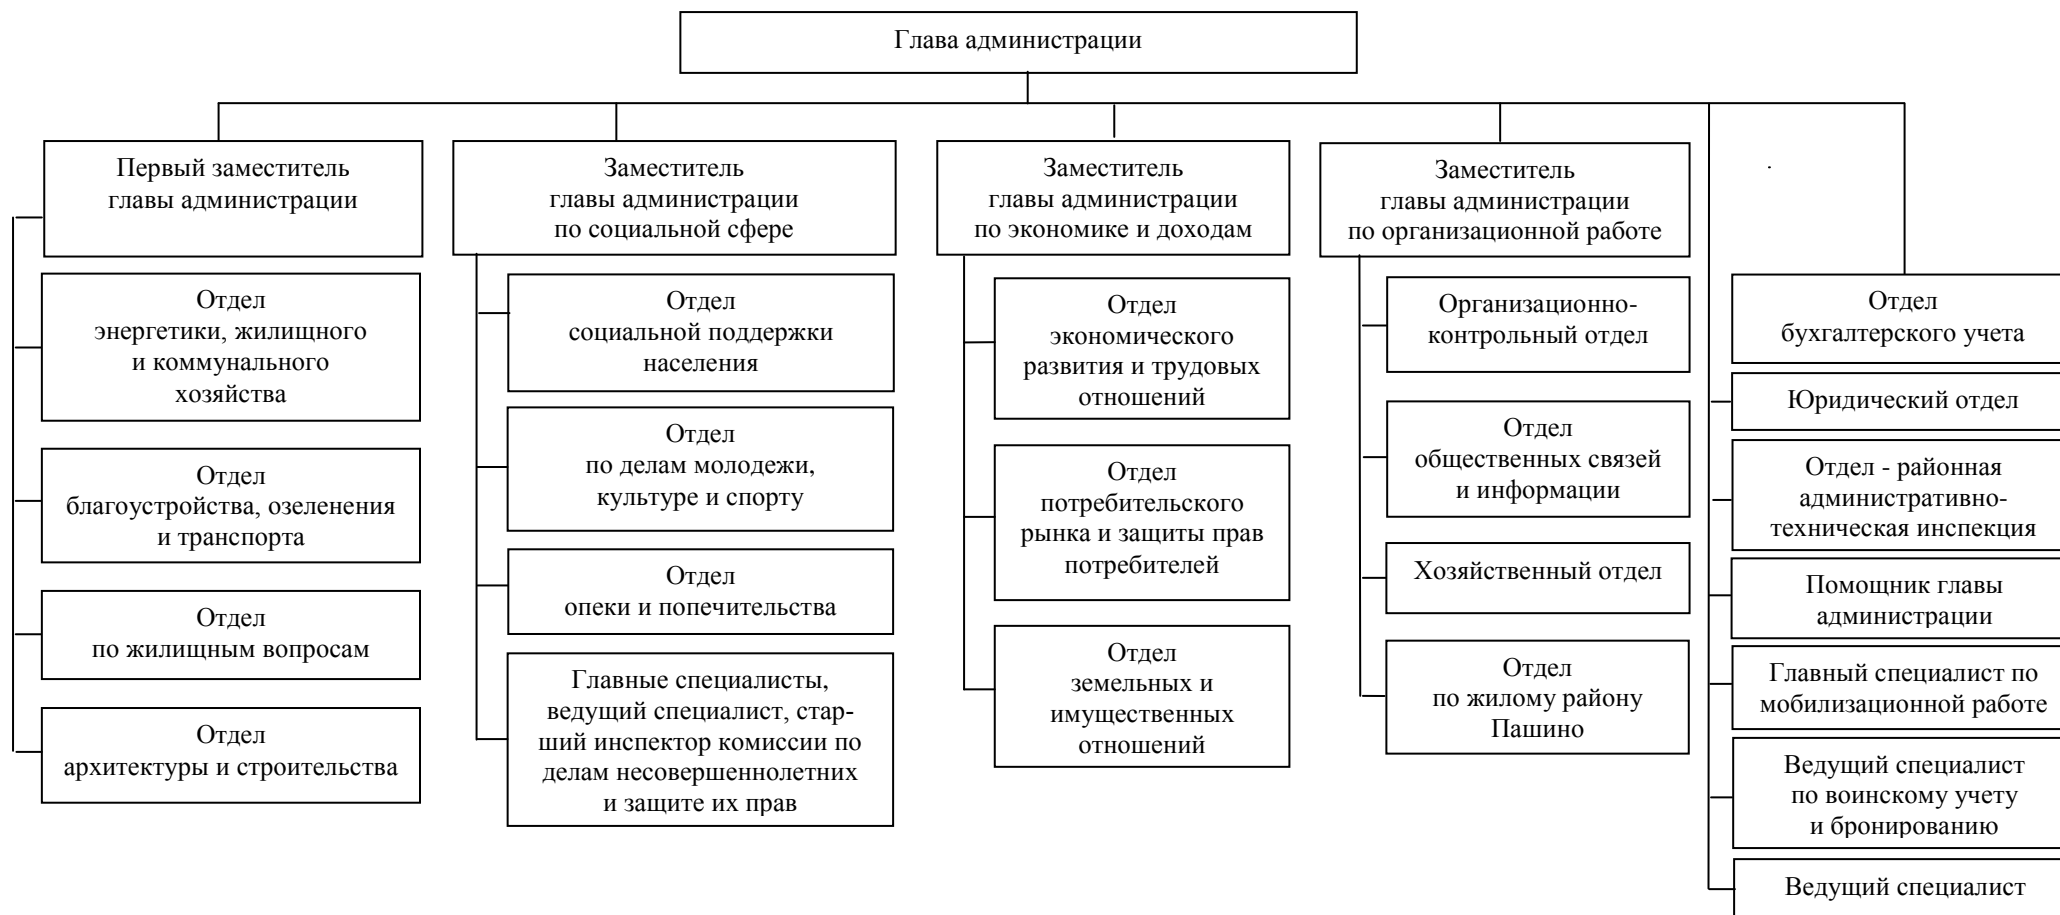 Глава администрации
Первый заместитель
главы администрации
Отдел
энергетики, жилищного
и коммунального
хозяйства
Отдел
благоустройства, озеленения
и транспорта
Отдел
по жилищным вопросам
Отдел
архитектуры и строительства
Заместитель
главы администрации
по социальной сфере
Отдел
социальной поддержки
населения
Отдел
по делам молодежи,
культуре и спорту
Отдел
опеки и попечительства
Главные специалисты,
ведущий специалист, стар-
ший инспектор комиссии по
делам несовершеннолетних
и защите их прав
Заместитель
главы администрации
по экономике и доходам
Отдел
экономического
развития и трудовых
отношений
Отдел
потребительского
рынка и защиты прав
потребителей
Отдел
земельных и
имущественных
отношений
Заместитель
главы администрации
по организационной работе
Организационно-
контрольный отдел
Отдел
общественных связей
и информации
Хозяйственный отдел
Отдел
по жилому району
Пашино
Отдел
бухгалтерского учета
Юридический отдел
Отдел - районная
административно-
техническая инспекция
Помощник главы
администрации
Главный специалист по
мобилизационной работе
Ведущий специалист
по воинскому учету
и бронированию
Ведущий специалист